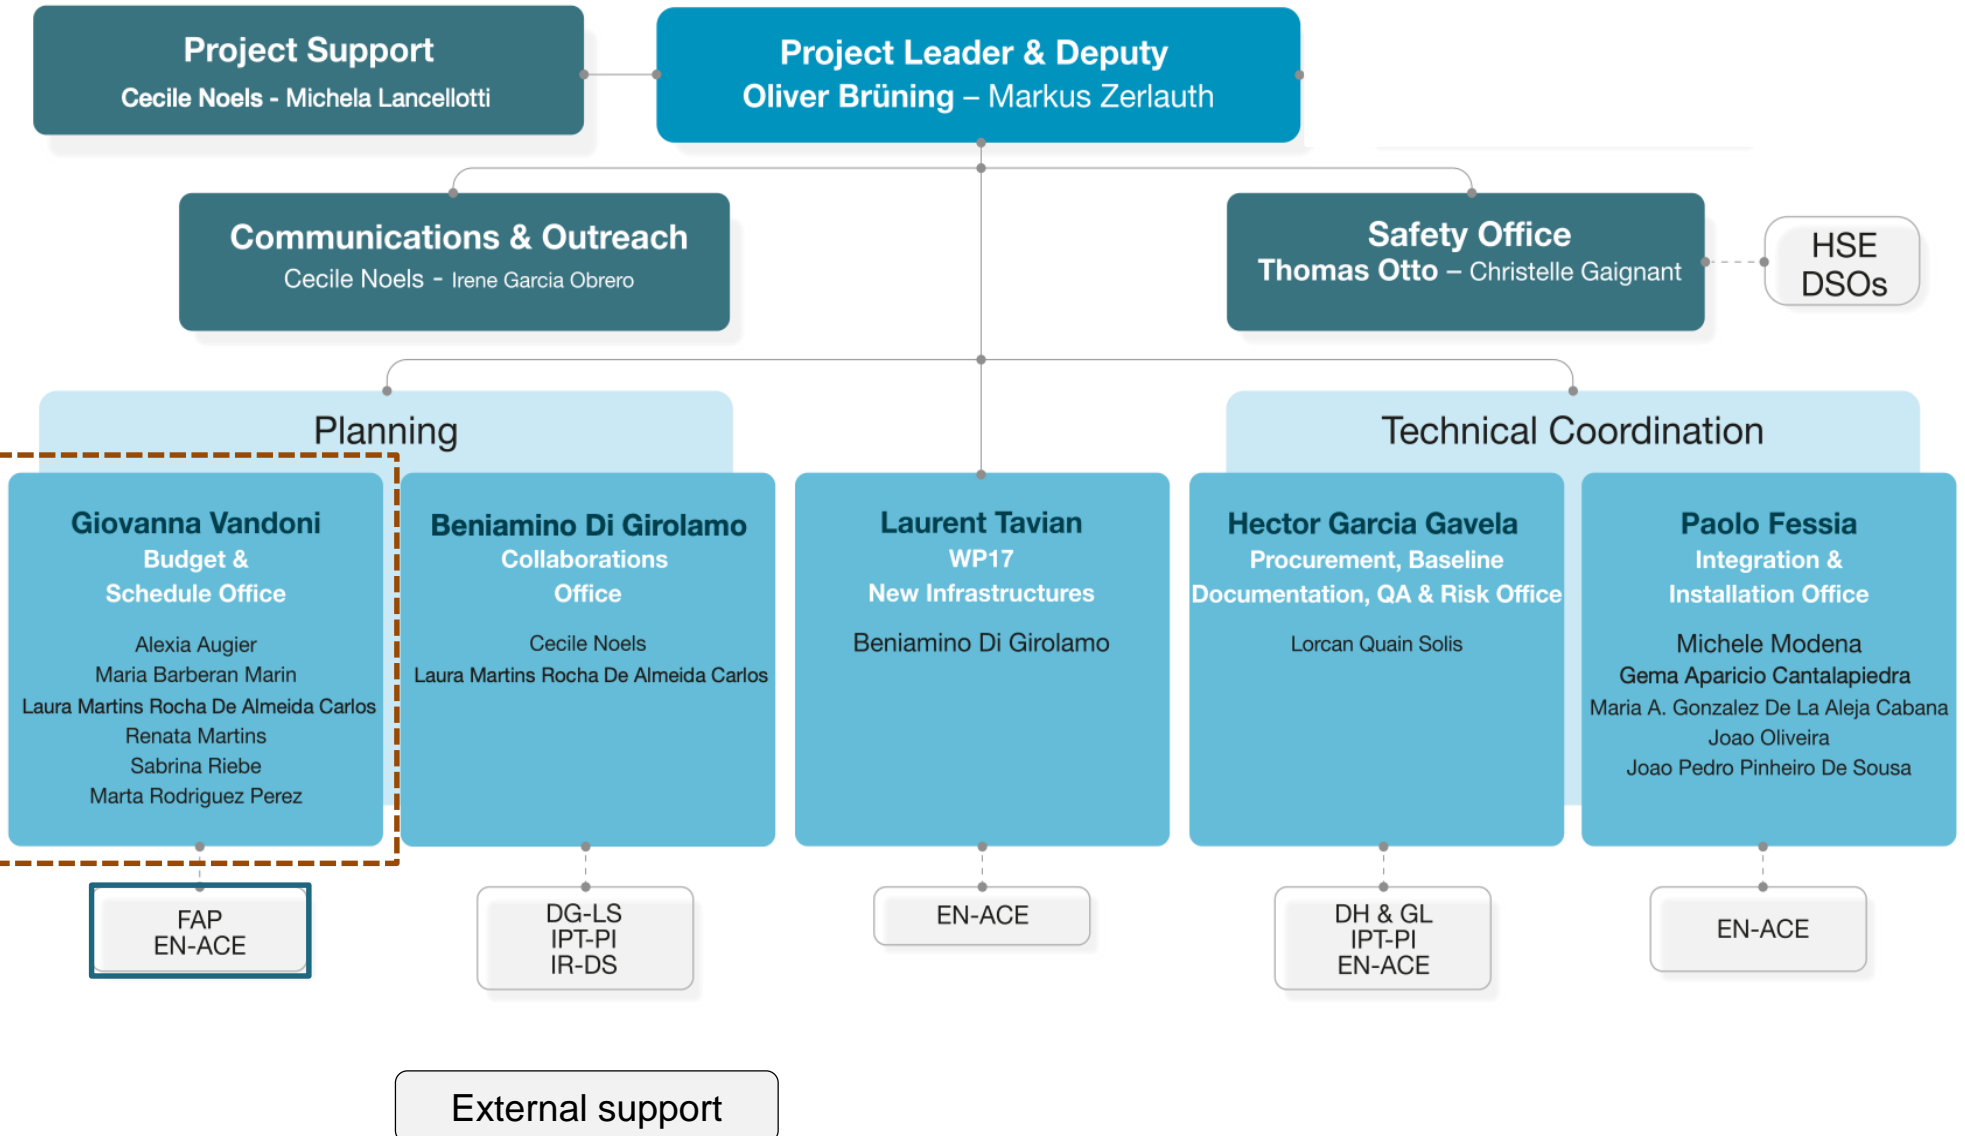 Project Support
Cecile Noels - Michela Lancellotti
Project Leader & Deputy
Oliver Brüning – Markus Zerlauth
Communications & Outreach
Cecile Noels - Irene Garcia Obrero
Safety Office
Thomas Otto – Christelle Gaignant
HSE
DSOs
Planning
Technical Coordination
Giovanna Vandoni
Budget &
Schedule Office
Alexia Augier
Maria Barberan Marin
Laura Martins Rocha De Almeida Carlos
Renata Martins
Sabrina Riebe
Marta Rodriguez Perez
FAP
EN-ACE
Beniamino Di Girolamo
Collaborations
Office
Cecile Noels
Laura Martins Rocha De Almeida Carlos
DG-LS
IPT-PI
IR-DS
Laurent Tavian
WP17
New Infrastructures
Beniamino Di Girolamo
EN-ACE
Hector Garcia Gavela
Procurement, Baseline
Documentation, QA & Risk Office
Lorcan Quain Solis
DH & GL
IPT-PI
EN-ACE
Paolo Fessia
Integration &
Installation Office
Michele Modena
Gema Aparicio Cantalapiedra
Maria A. Gonzalez De La Aleja Cabana
Joao Oliveira
Joao Pedro Pinheiro De Sousa
EN-ACE
External support